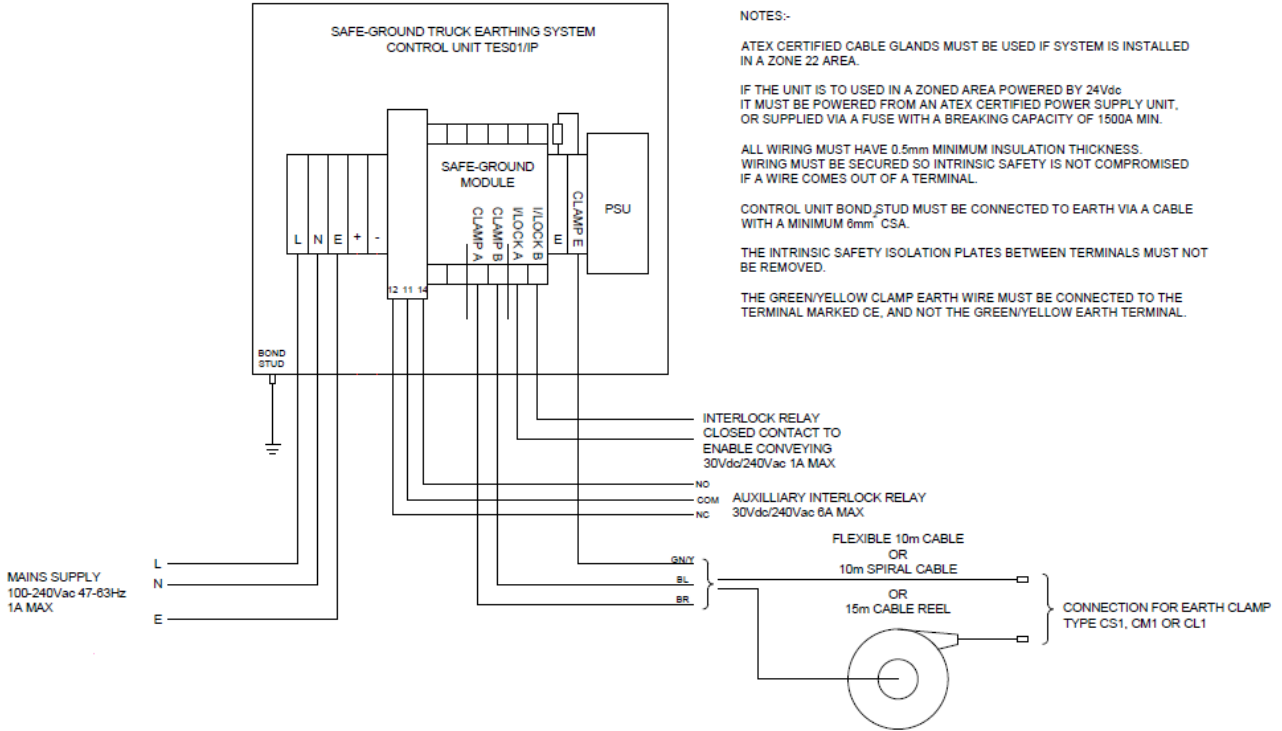 SAFE-GROUND TRUCK EARTHING SYSTEM
CONTROL UNIT TES01/IP
SAFE-GROUND
MODULE
PSU
L
N
E
+
-
CLAMP A
CLAMP B
I/LOCK A
I/LOCK B
E
CLAMP E
12 11 14
BOND
STUD
NOTES:-
ATEX CERTIFIED CABLE GLANDS MUST BE USED IF SYSTEM IS INSTALLED
IN A ZONE 22 AREA.
IF THE UNIT IS TO USED IN A ZONED AREA POWERED BY 24Vdc
IT MUST BE POWERED FROM AN ATEX CERTIFIED POWER SUPPLY UNIT,
OR SUPPLIED VIA A FUSE WITH A BREAKING CAPACITY OF 1500A MIN.
ALL WIRING MUST HAVE 0.5mm MINIMUM INSULATION THICKNESS.
WIRING MUST BE SECURED SO INTRINSIC SAFETY IS NOT COMPROMISED
IF A WIRE COMES OUT OF A TERMINAL.
CONTROL UNIT BOND STUD MUST BE CONNECTED TO EARTH VIA A CABLE
WITH A MINIMUM 6mm² CSA.
THE INTRINSIC SAFETY ISOLATION PLATES BETWEEN TERMINALS MUST NOT
BE REMOVED.
THE GREEN/YELLOW CLAMP EARTH WIRE MUST BE CONNECTED TO THE
TERMINAL MARKED CE, AND NOT THE GREEN/YELLOW EARTH TERMINAL.
INTERLOCK RELAY
CLOSED CONTACT TO
ENABLE CONVEYING
30Vdc/240Vac 1A MAX
NO
COM
NC
AUXILLIARY INTERLOCK RELAY
30Vdc/240Vac 6A MAX
MAINS SUPPLY
100-240Vac 47-63Hz
1A MAX
L
N
E
GN/Y
BL
BR
FLEXIBLE 10m CABLE
OR
10m SPIRAL CABLE
OR
15m CABLE REEL
CONNECTION FOR EARTH CLAMP
TYPE CS1, CM1 OR CL1